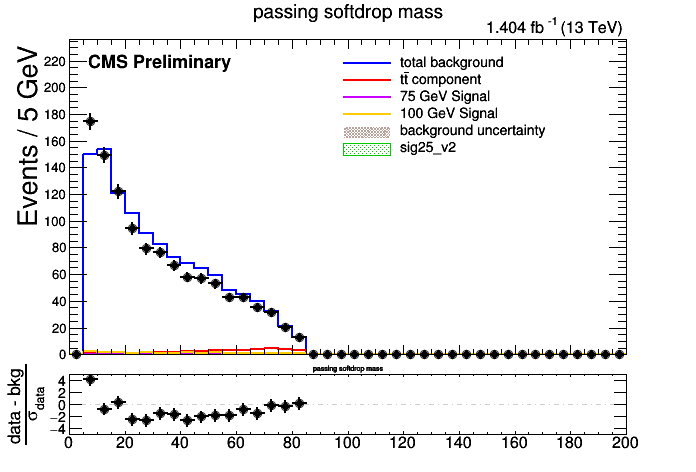 passing softdrop mass
1.404 fb⁻¹ (13 TeV)
CMS Preliminary
total background
tt̄ component
75 GeV Signal
100 GeV Signal
background uncertainty
sig25_v2
Events / 5 GeV
220
200
180
160
140
120
100
80
60
40
20
0
passing softdrop mass
data - bkg
σ data
4
2
0
−2
−4
0 20 40 60 80 100 120 140 160 180 200